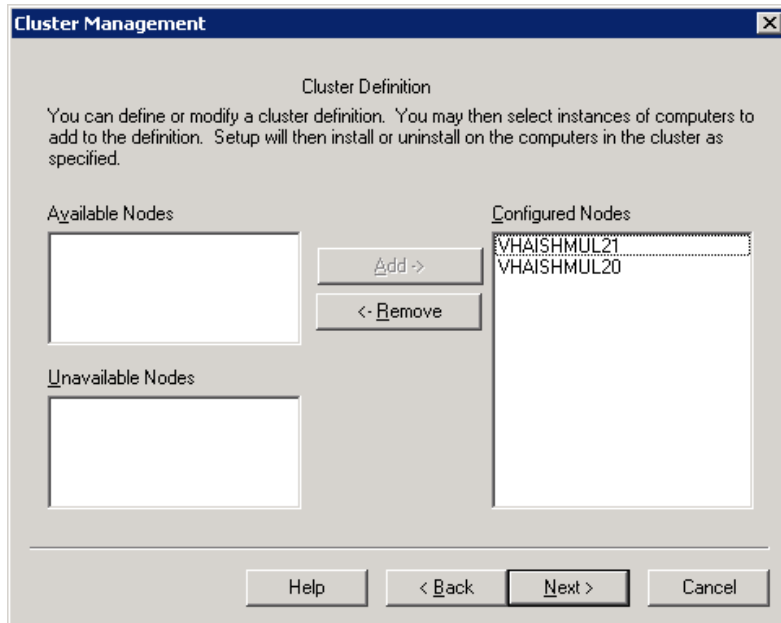 Cluster Management
Cluster Definition
You can define or modify a cluster definition. You may then select instances of computers to
add to the definition. Setup will then install or uninstall on the computers in the cluster as
specified.
Available Nodes
Configured Nodes
VHAISHMUL21
VHAISHMUL20
Add ->
<- Remove
Unavailable Nodes
Help
< Back
Next >
Cancel